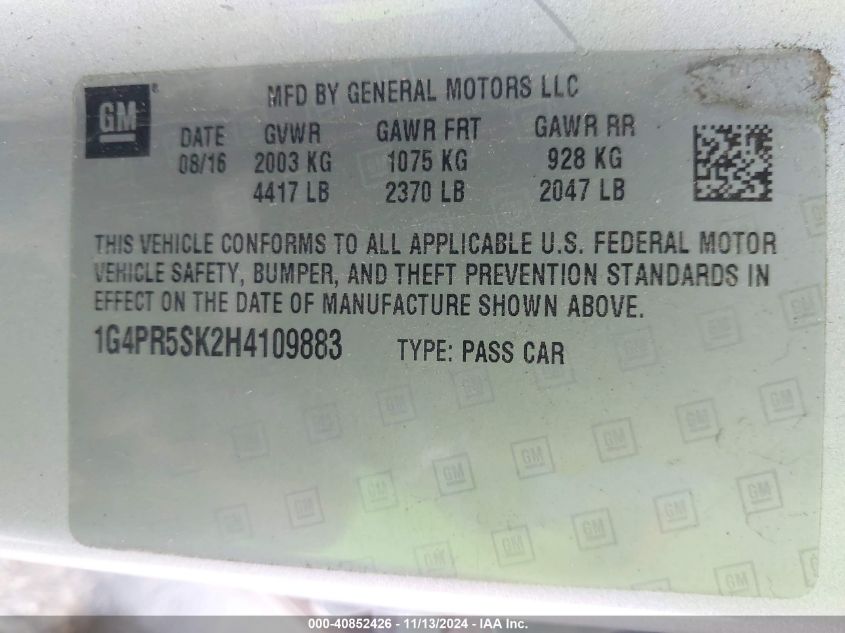 GM ®
MFD BY GENERAL MOTORS LLC
DATE GVWR GAWR FRT GAWR RR
08/16 2003 KG 1075 KG 928 KG
4417 LB 2370 LB 2047 LB
THIS VEHICLE CONFORMS TO ALL APPLICABLE U.S. FEDERAL MOTOR
VEHICLE SAFETY, BUMPER, AND THEFT PREVENTION STANDARDS IN
EFFECT ON THE DATE OF MANUFACTURE SHOWN ABOVE.
1G4PR5SK2H4109883 TYPE: PASS CAR
000-40852426 - 11/13/2024 - IAA Inc.